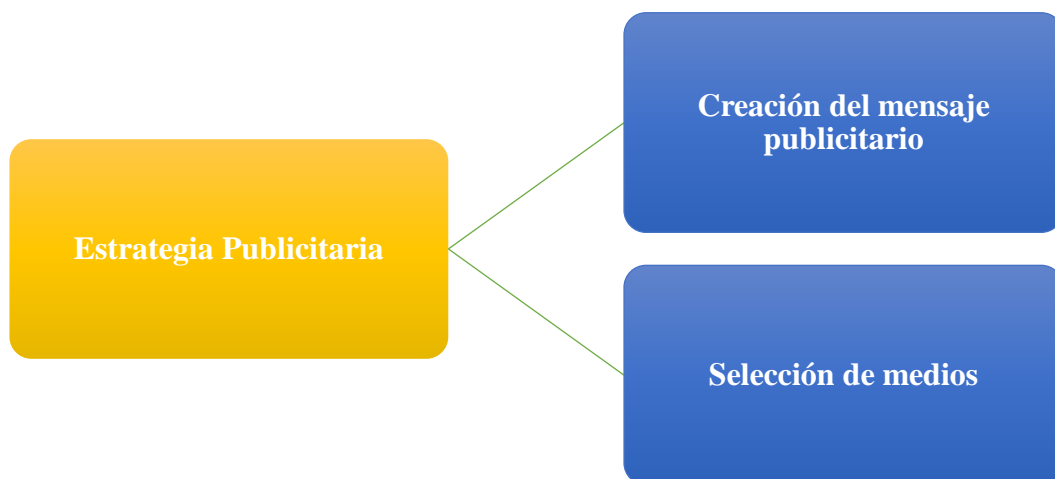 Creación del mensaje
publicitario
Estrategia Publicitaria
Selección de medios